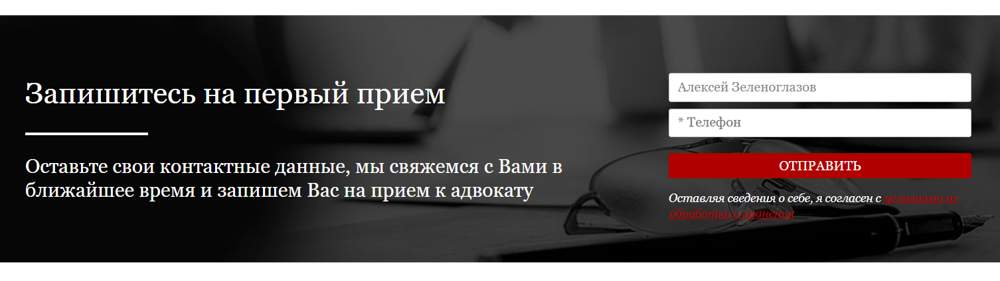 Запишитесь на первый прием
Оставьте свои контактные данные, мы свяжемся с Вами в
ближайшее время и запишем Вас на прием к адвокату
Алексей Зеленоглазов
* Телефон
ОТПРАВИТЬ
Оставляя сведения о себе, я согласен с условиями их
обработки и хранения